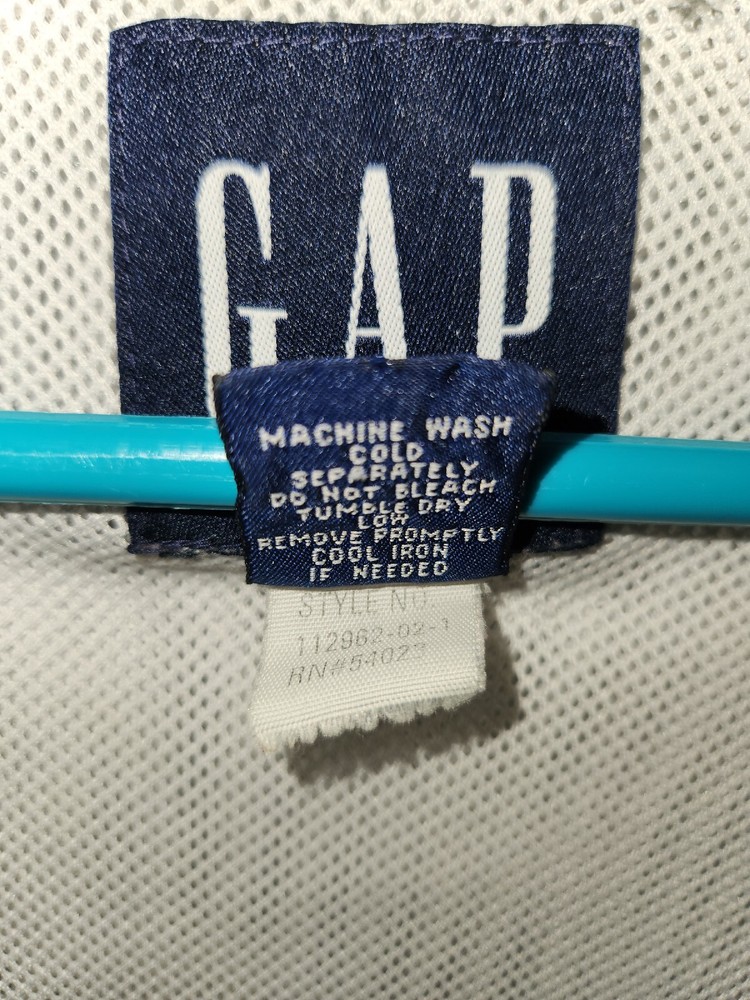 GAP
MACHINE WASH
COLD
SEPARATELY
DO NOT BLEACH
TUMBLE DRY
LOW
REMOVE PROMPTLY
COOL IRON
IF NEEDED
STYLE NO
112962-02-1
RN#54023